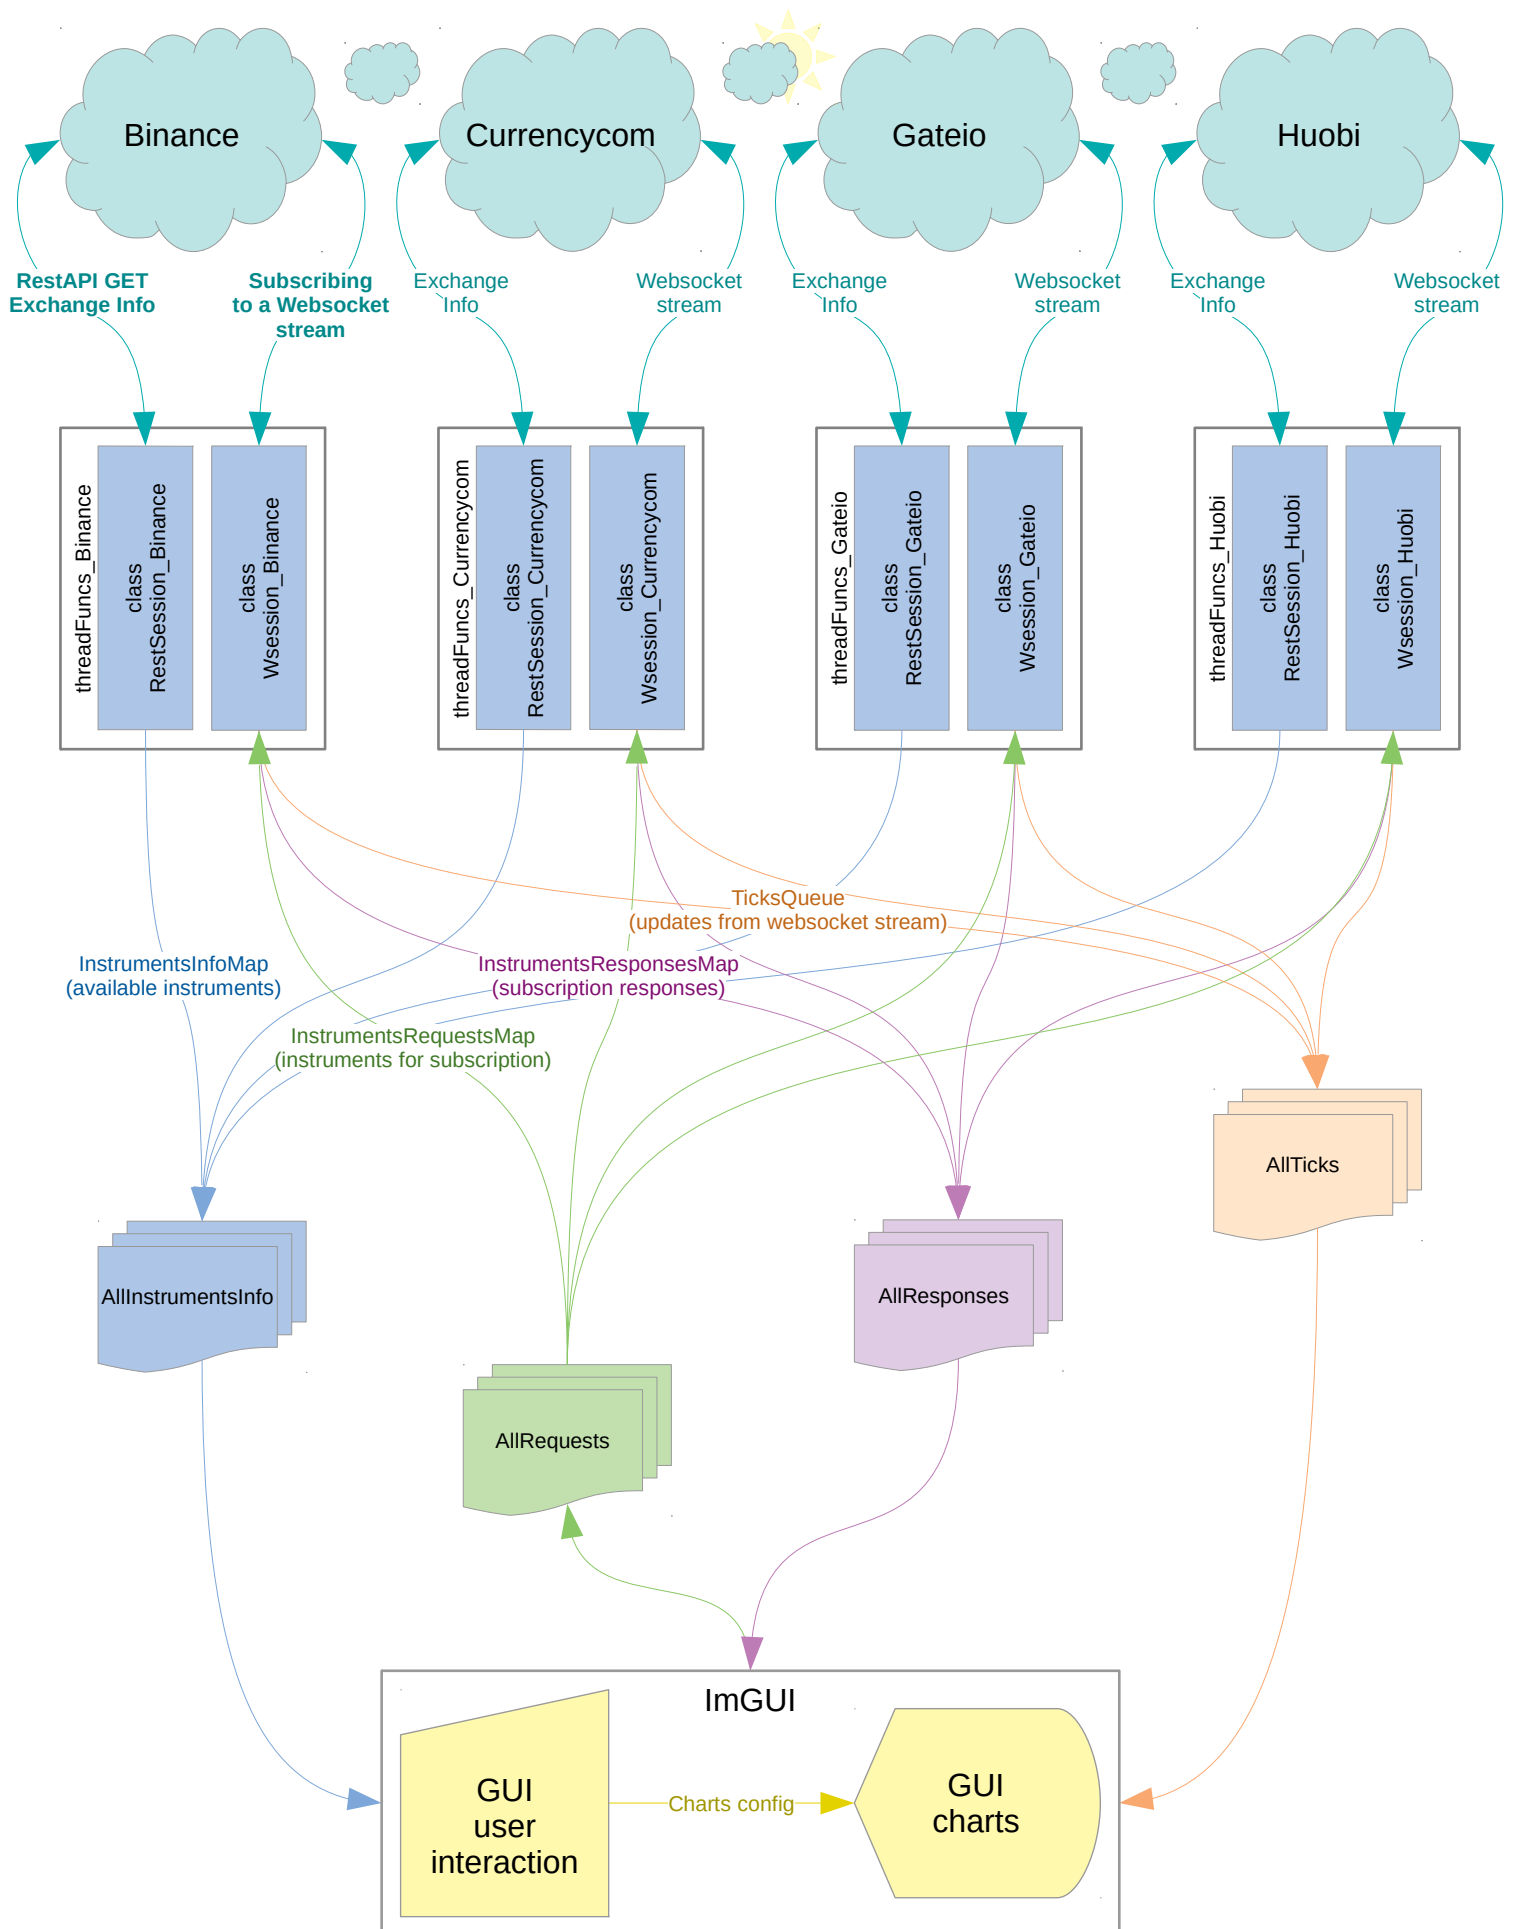 Binance
Currencycom
Gateio
Huobi
RestAPI GET
Exchange Info
Subscribing
to a Websocket
stream
Exchange
Info
Websocket
stream
Exchange
Info
Websocket
stream
Exchange
Info
Websocket
stream
threadFuncs_Binance
class
RestSession_Binance
class
Wsession_Binance
threadFuncs_Currencycom
class
RestSession_Currencycom
class
Wsession_Currencycom
threadFuncs_Gateio
class
RestSession_Gateio
class
Wsession_Gateio
threadFuncs_Huobi
class
RestSession_Huobi
class
Wsession_Huobi
TicksQueue
(updates from websocket stream)
InstrumentsInfoMap
(available instruments)
InstrumentsResponsesMap
(subscription responses)
InstrumentsRequestsMap
(instruments for subscription)
AllTicks
AllInstrumentsInfo
AllResponses
AllRequests
ImGUI
GUI
user
interaction
Charts config
GUI
charts